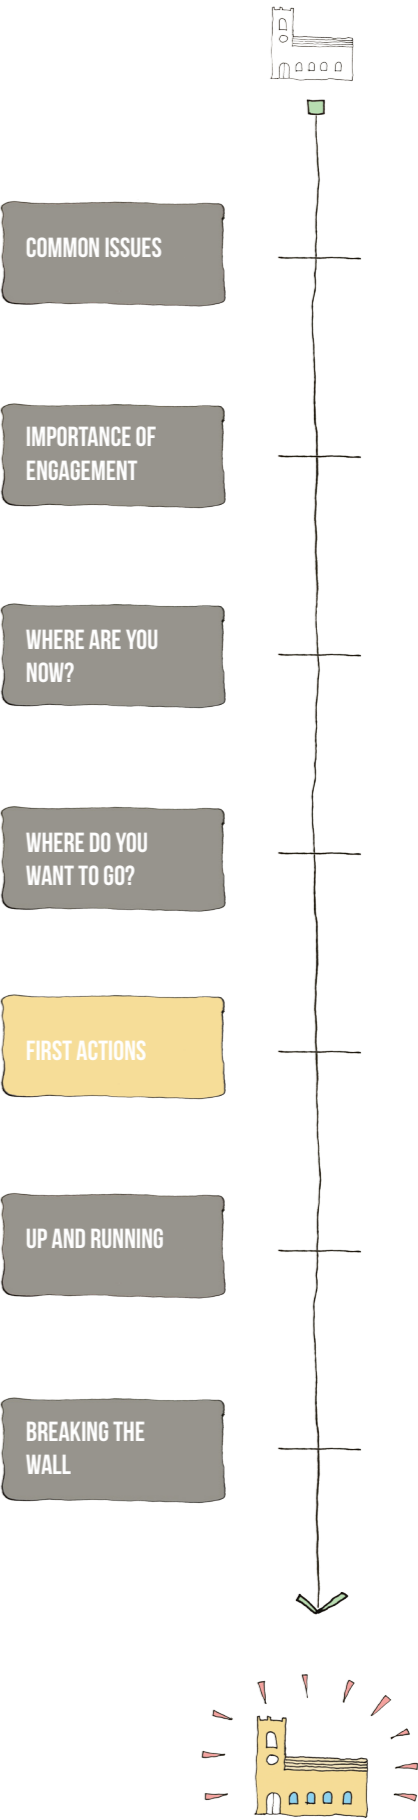 COMMON ISSUES
IMPORTANCE OF
ENGAGEMENT
WHERE ARE YOU
NOW?
WHERE DO YOU
WANT TO GO?
FIRST ACTIONS
UP AND RUNNING
BREAKING THE
WALL